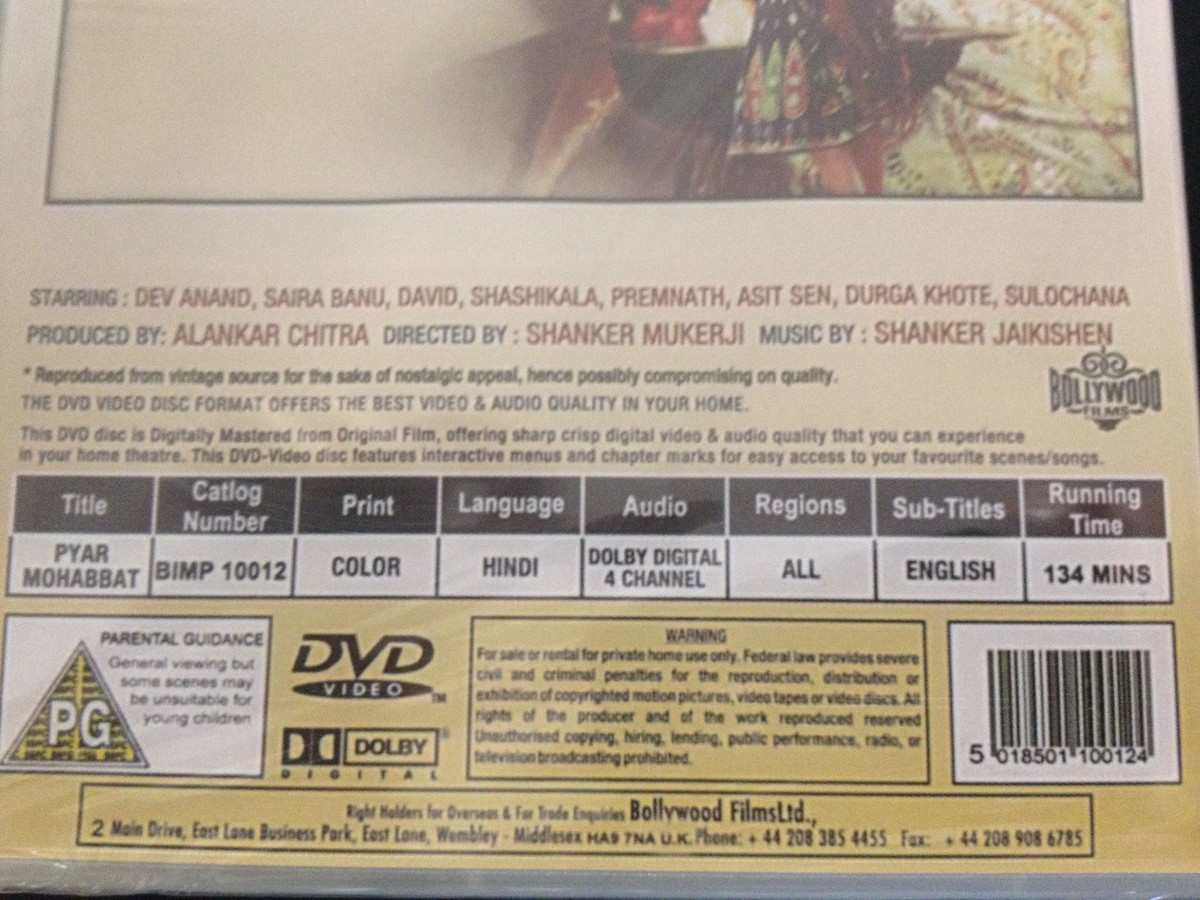 STARRING : DEV ANAND, SAIRA BANU, DAVID, SHASHIKALA, PREMNATH, ASIT SEN, DURGA KHOTE, SULOCHANA
PRODUCED BY: ALANKAR CHITRA DIRECTED BY : SHANKER MUKERJI MUSIC BY : SHANKER JAIKISHEN
* Reproduced from vintage source for the sake of nostalgic appeal, hence possibly compromising on quality.
THE DVD VIDEO DISC FORMAT OFFERS THE BEST VIDEO & AUDIO QUALITY IN YOUR HOME.
BOLLYWOOD
FILMS
This DVD disc is Digitally Mastered from Original Film, offering sharp crisp digital video & audio quality that you can experience
in your home theatre. This DVD-Video disc features interactive menus and chapter marks for easy access to your favourite scenes/songs.
Title Catlog Number Print Language Audio Regions Sub-Titles Running Time
PYAR MOHABBAT BIMP 10012 COLOR HINDI DOLBY DIGITAL 4 CHANNEL ALL ENGLISH 134 MINS
PARENTAL GUIDANCE
General viewing but
some scenes may
be unsuitable for
young children
PG
DVD
VIDEO TM
DOLBY
DIGITAL
WARNING
For sale or rental for private home use only. Federal law provides severe
civil and criminal penalties for the reproduction, distribution or
exhibition of copyrighted motion pictures, video tapes or video discs. All
rights of the producer and of the work reproduced reserved
Unauthorised copying, hiring, lending, public performance, radio, or
television broadcasting prohibited.
5 018501 100124
Right Holders for Overseas & For Trade Enquiries Bollywood FilmsLtd.,
2 Main Drive, East Lane Business Park, East Lane, Wembley - Middlesex HA9 7NA U.K. Phone: + 44 208 385 4455 Fax: + 44 208 908 6785